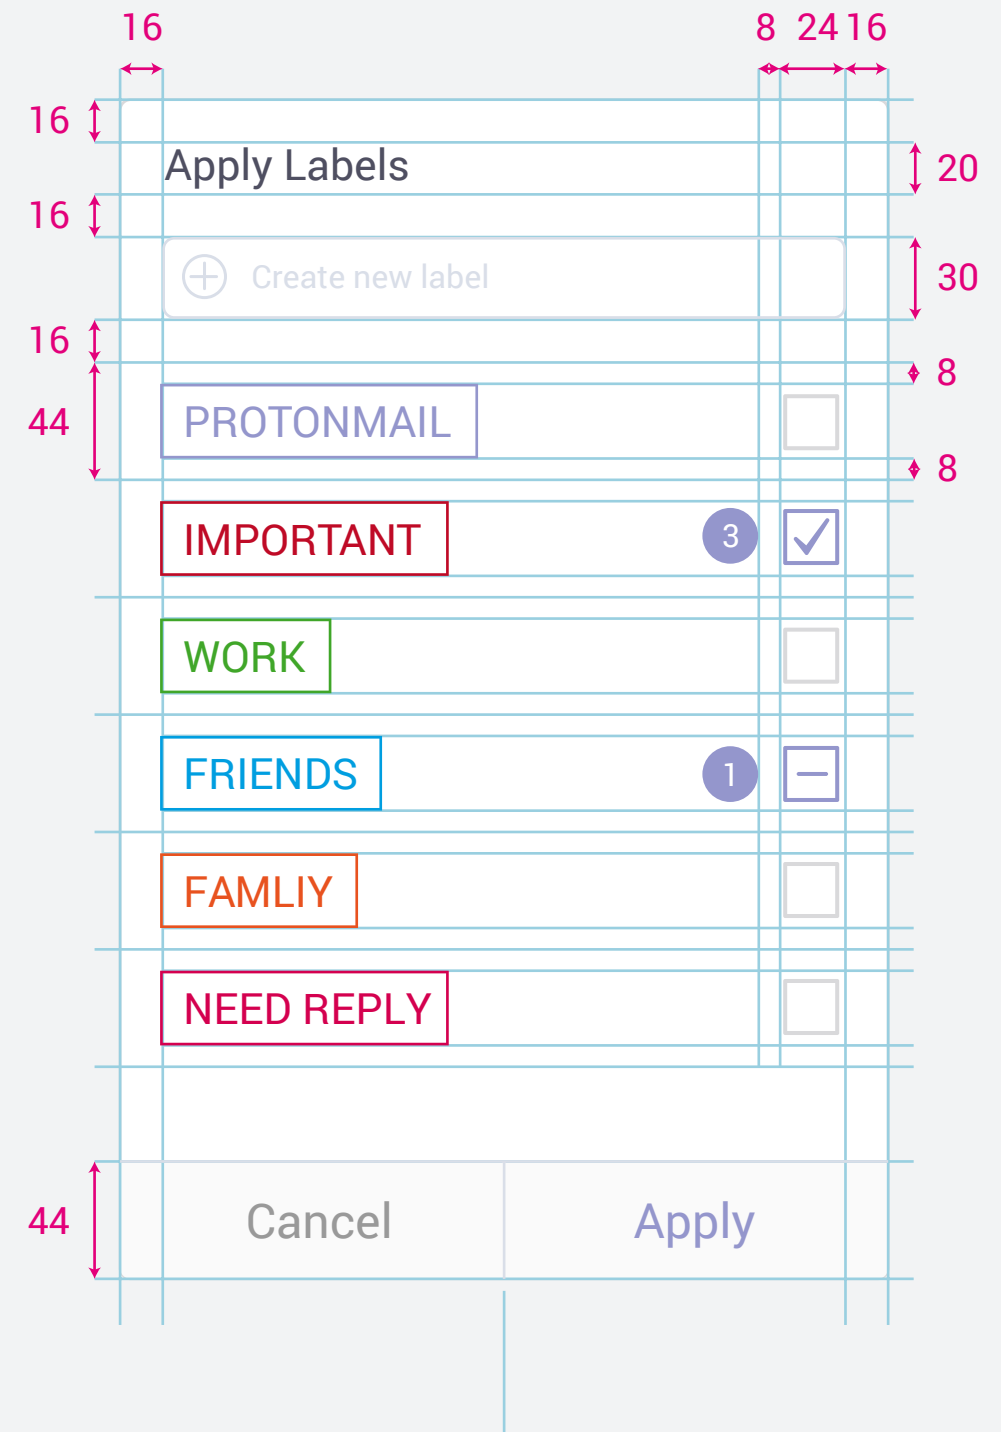 16
8 24 16
16
Apply Labels
20
16
Create new label
30
16
8
44
PROTONMAIL
8
IMPORTANT
3
WORK
FRIENDS
1
FAMLIY
NEED REPLY
44
Cancel
Apply